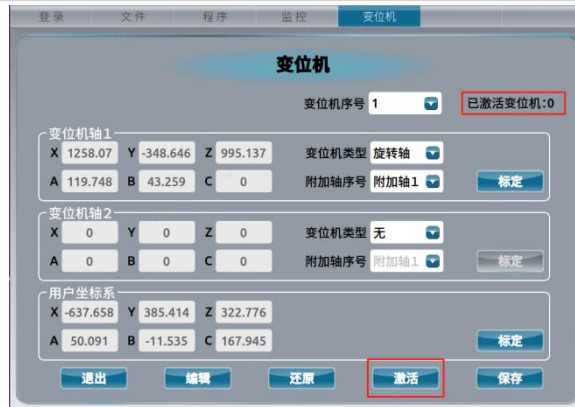 登录 文件 程序 监控 变位机
变位机
变位机序号 1 已激活变位机:0
变位机轴1
X 1258.07 Y -348.646 Z 995.137 变位机类型 旋转轴
A 119.748 B 43.259 C 0 附加轴序号 附加轴1 标定
变位机轴2
X 0 Y 0 Z 0 变位机类型 无
A 0 B 0 C 0 附加轴序号 附加轴1 标定
用户坐标系
X -637.658 Y 385.414 Z 322.776
A 50.091 B -11.535 C 167.945 标定
退出 编辑 还原 激活 保存